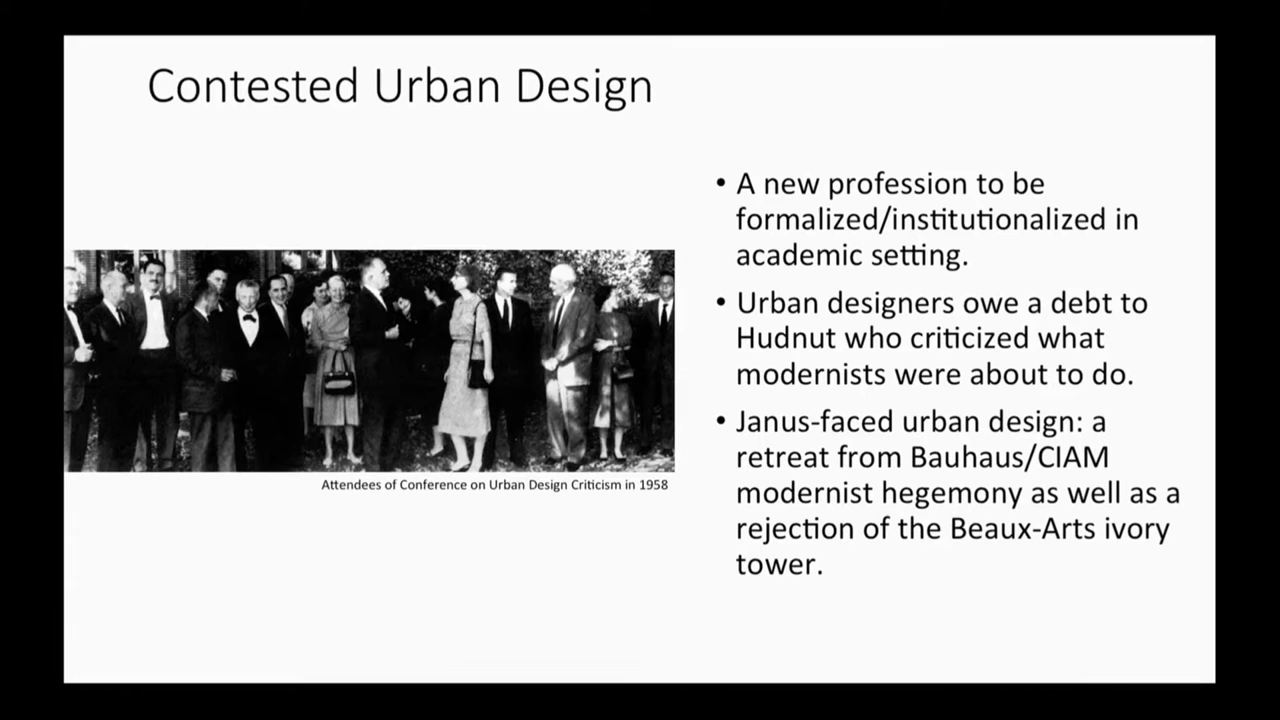 Contested Urban Design
• A new profession to be
formalized/institutionalized in
academic setting.
• Urban designers owe a debt to
Hudnut who criticized what
modernists were about to do.
• Janus-faced urban design: a
retreat from Bauhaus/CIAM
modernist hegemony as well as a
rejection of the Beaux-Arts ivory
tower.
Attendees of Conference on Urban Design Criticism in 1958